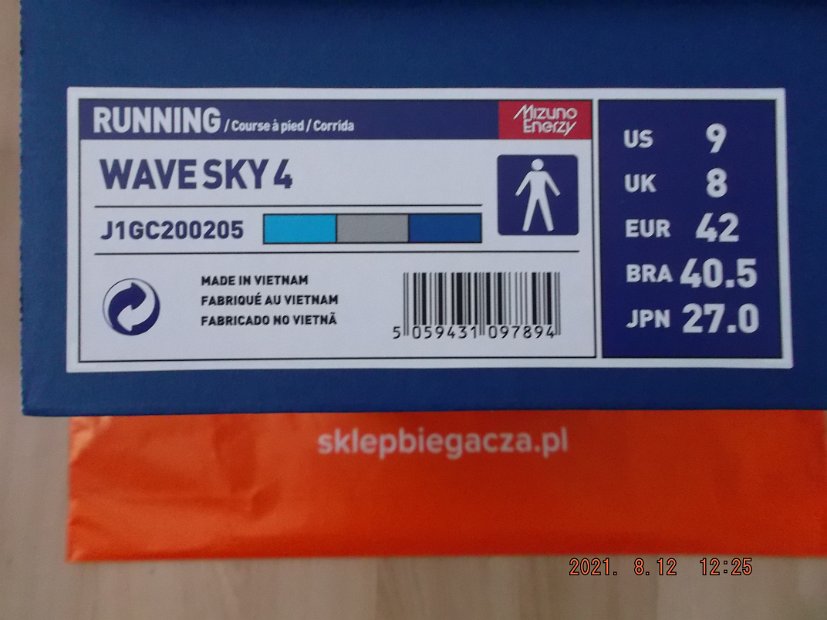 RUNNING / Course à pied / Corrida
Mizuno
Enerzy
WAVE SKY 4
J1GC200205
MADE IN VIETNAM
FABRIQUÉ AU VIETNAM
FABRICADO NO VIETNÃ
5 059431 097894
US 9
UK 8
EUR 42
BRA 40.5
JPN 27.0
sklepbiegacza.pl
2021. 8.12 12:25